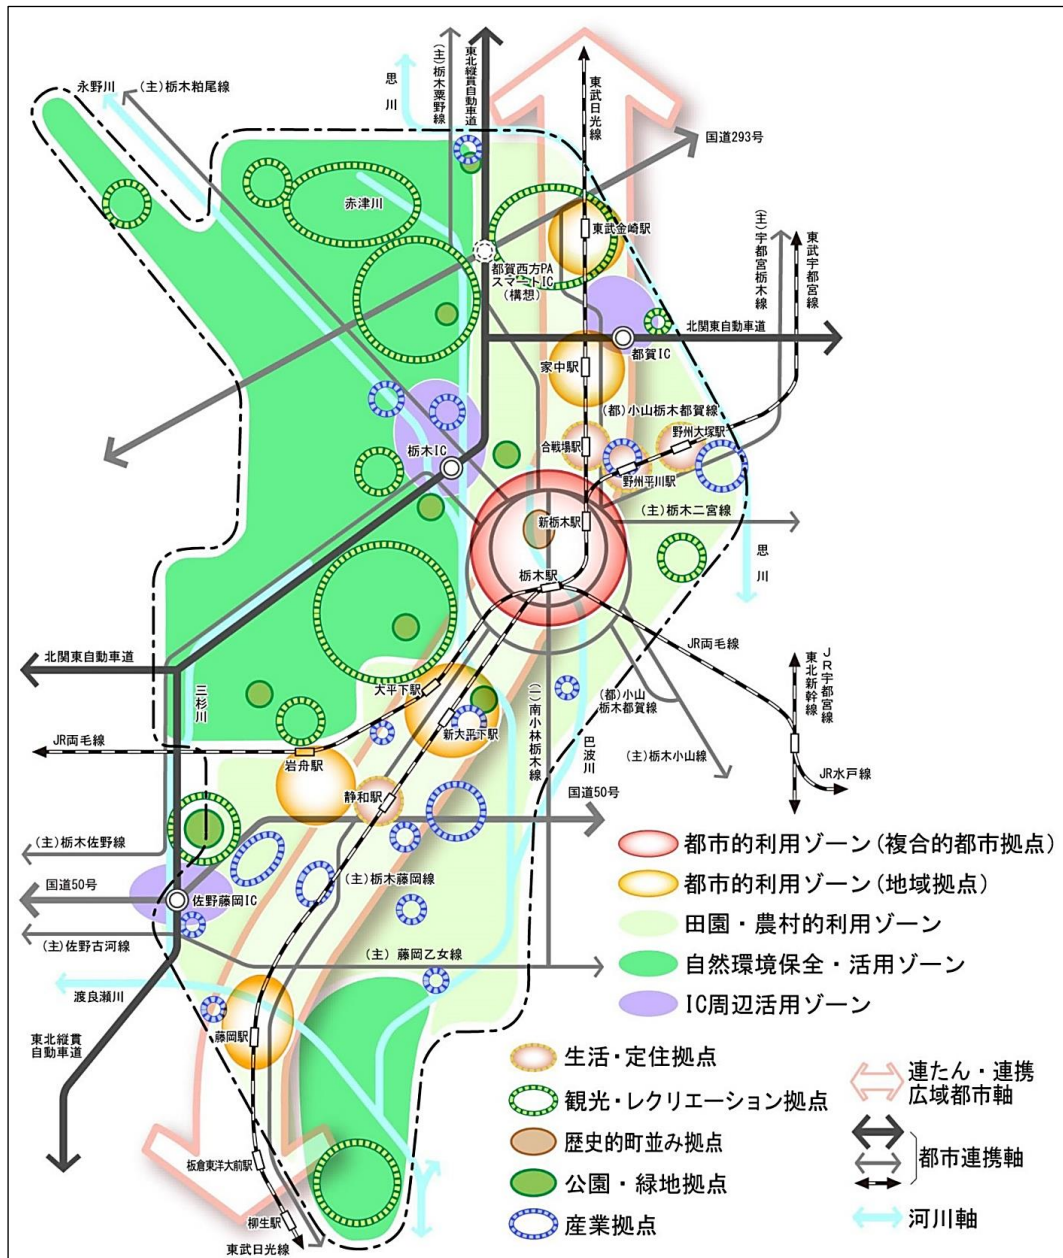 永野川
(主)栃木粕尾線
思川
(主)栃木粟野線
東北縦貫自動車道
東武日光線
国道293号
赤津川
東武金崎駅
(主)宇都宮栃木線
東武宇都宮線
都賀西方PA
スマートIC
(構想)
北関東自動車道
都賀IC
家中駅
(都)小山栃木都賀線
合戦場駅
野州大塚駅
栃木IC
野州平川駅
新栃木駅
(主)栃木二宮線
思川
栃木駅
JR両毛線
北関東自動車道
三杉川
大平下駅
(都)小山
栃木都賀線
JR宇都宮線
東北新幹線
新大平下駅
(一)南小林栃木線
巴波川
JR両毛線
岩舟駅
(主)栃木小山線
JR水戸線
静和駅
国道50号
(主)栃木佐野線
(主)栃木藤岡線
国道50号
佐野藤岡IC
(主)佐野古河線
(主)藤岡乙女線
渡良瀬川
藤岡駅
東北縦貫
自動車道
板倉東洋大前駅
柳生駅
東武日光線
都市的利用ゾーン(複合的都市拠点)
都市的利用ゾーン(地域拠点)
田園・農村的利用ゾーン
自然環境保全・活用ゾーン
IC周辺活用ゾーン
生活・定住拠点
観光・レクリエーション拠点
歴史的町並み拠点
公園・緑地拠点
産業拠点
連たん・連携
広域都市軸
都市連携軸
河川軸